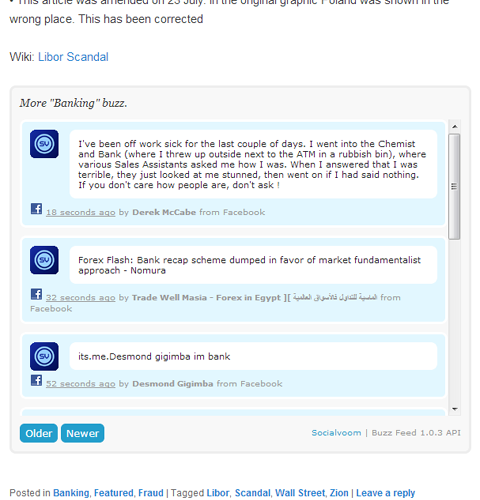 • This article was amended on 23 July. In the original graphic Poland was shown in the
wrong place. This has been corrected
Wiki: Libor Scandal
More "Banking" buzz.
I've been off work sick for the last couple of days. I went into the Chemist
and Bank (where I threw up outside next to the ATM in a rubbish bin), where
various Sales Assistants asked me how I was. When I answered that I was
terrible, they just looked at me stunned, then went on if I had said nothing.
If you don't care how people are, don't ask !
18 seconds ago by Derek McCabe from Facebook
Forex Flash: Bank recap scheme dumped in favor of market fundamentalist
approach - Nomura
32 seconds ago by Trade Well Masia - Forex in Egypt ][ الماسية للتداول فالأسواق العالمية from
Facebook
its.me.Desmond gigimba im bank
52 seconds ago by Desmond Gigimba from Facebook
Older Newer
Socialvoom | Buzz Feed 1.0.3 API
Posted in Banking, Featured, Fraud | Tagged Libor, Scandal, Wall Street, Zion | Leave a reply